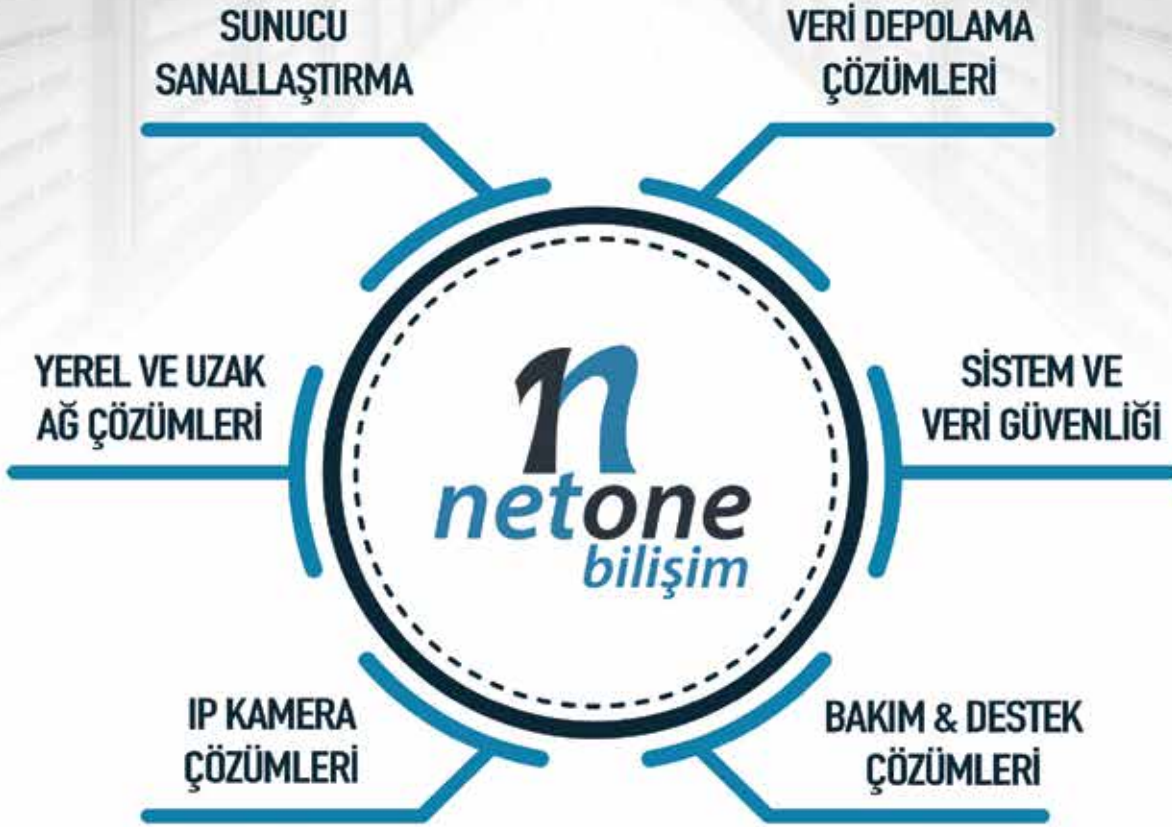 SUNUCU
SANALLAŞTIRMA
VERİ DEPOLAMA
ÇÖZÜMLERİ
YEREL VE UZAK
AĞ ÇÖZÜMLERİ
SİSTEM VE
VERİ GÜVENLİĞİ
netone
bilişim
IP KAMERA
ÇÖZÜMLERİ
BAKIM & DESTEK
ÇÖZÜMLERİ